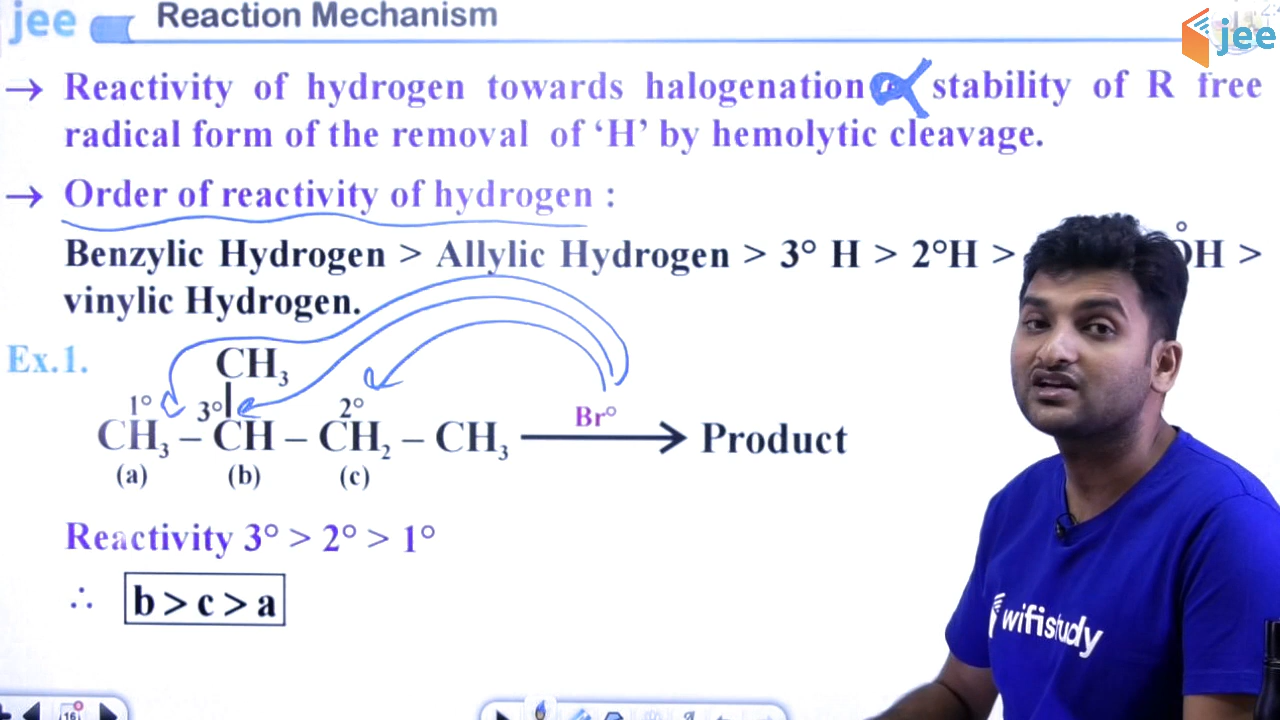 jee Reaction Mechanism
jee
→ Reactivity of hydrogen towards halogenation ∝ stability of R free
radical form of the removal of ‘H’ by hemolytic cleavage.
→ Order of reactivity of hydrogen :
Benzylic Hydrogen > Allylic Hydrogen > 3° H > 2°H > H >
vinylic Hydrogen.
Ex.1.
CH₃
1° 3° 2°
CH₃ – CH – CH₂ – CH₃ Br° Product
(a) (b) (c)
Reactivity 3° > 2° > 1°
∴ b > c > a
wifistudy
16